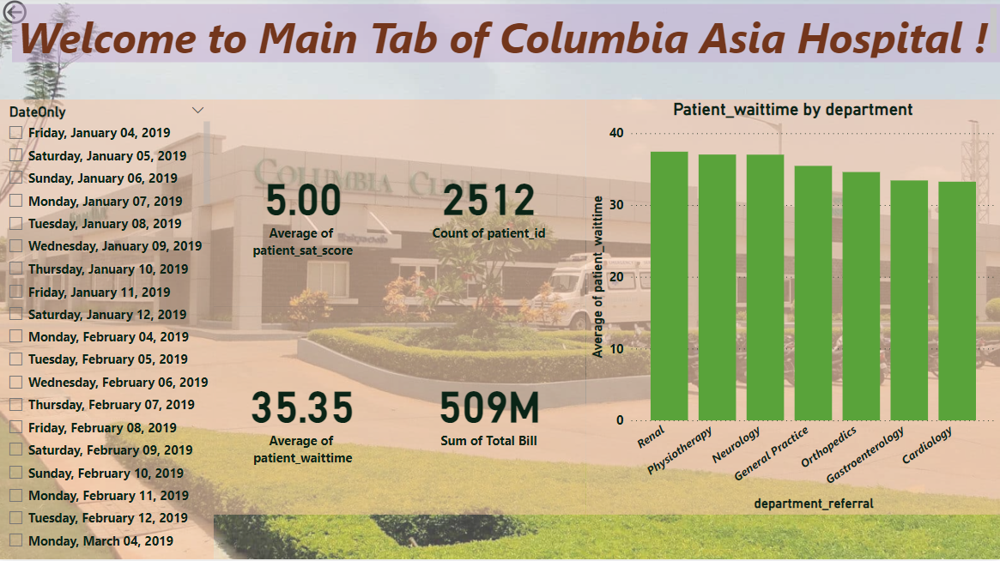 Welcome to Main Tab of Columbia Asia Hospital !
DateOnly
Friday, January 04, 2019
Saturday, January 05, 2019
Sunday, January 06, 2019
Monday, January 07, 2019
Tuesday, January 08, 2019
Wednesday, January 09, 2019
Thursday, January 10, 2019
Friday, January 11, 2019
Saturday, January 12, 2019
Monday, February 04, 2019
Tuesday, February 05, 2019
Wednesday, February 06, 2019
Thursday, February 07, 2019
Friday, February 08, 2019
Saturday, February 09, 2019
Sunday, February 10, 2019
Monday, February 11, 2019
Tuesday, February 12, 2019
Monday, March 04, 2019
COLUMBIA
5.00
Average of
patient_sat_score
2512
Count of patient_id
35.35
Average of
patient_waittime
509M
Sum of Total Bill
Patient_waittime by department
Average of patient_waittime
40
30
20
10
0
Renal
Physiotherapy
Neurology
General Practice
Orthopedics
Gastroenterology
Cardiology
department_referral